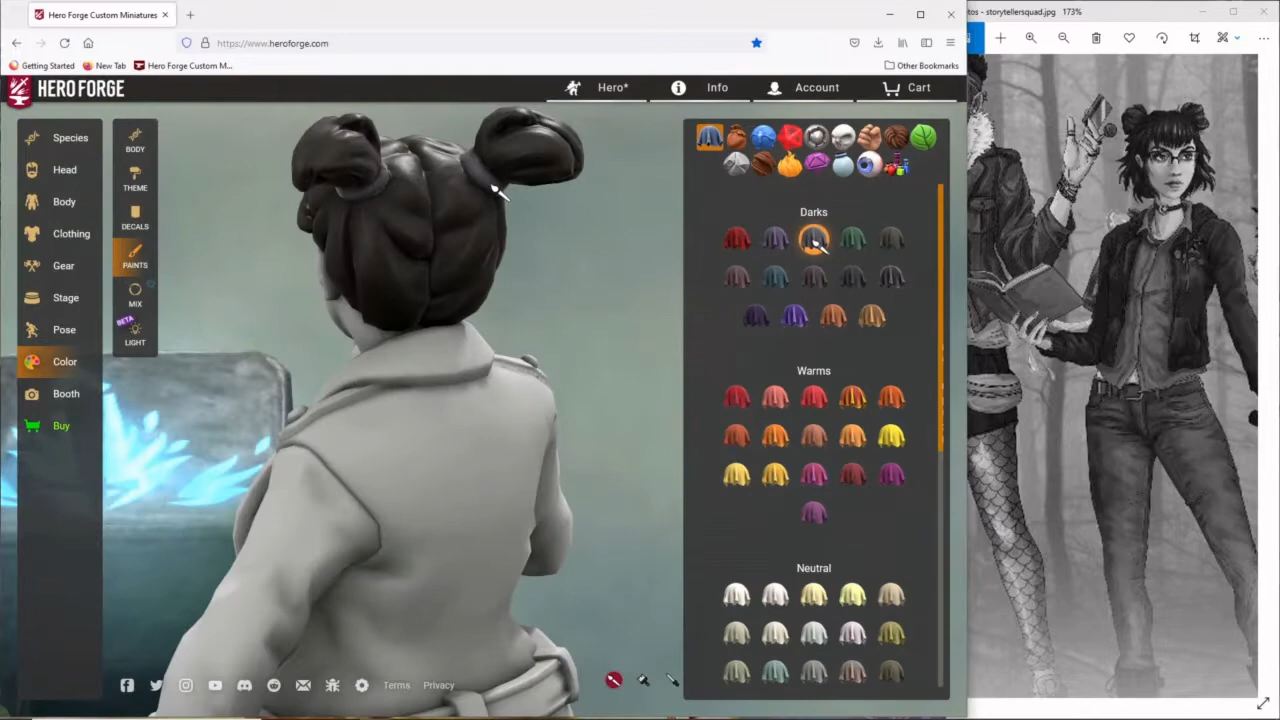 Hero Forge Custom Miniatures
storytellersquad.jpg 173%
https://www.heroforge.com
Getting Started
New Tab
Hero Forge Custom M...
Other Bookmarks
HERO FORGE
Hero*
Info
Account
Cart
Species
Head
Body
Clothing
Gear
Stage
Pose
Color
Booth
Buy
BODY
THEME
DECALS
PAINTS
MIX
BETA
LIGHT
Darks
Warms
Neutral
Terms
Privacy